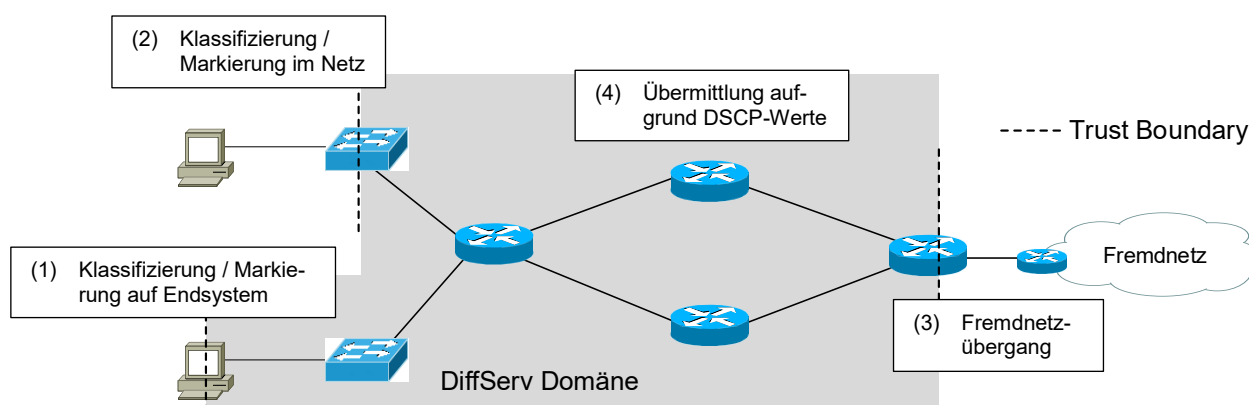 (2) Klassifizierung /
Markierung im Netz
(4) Übermittlung auf-
grund DSCP-Werte
Trust Boundary
(1) Klassifizierung / Markie-
rung auf Endsystem
Fremdnetz
(3) Fremdnetz-
übergang
DiffServ Domäne